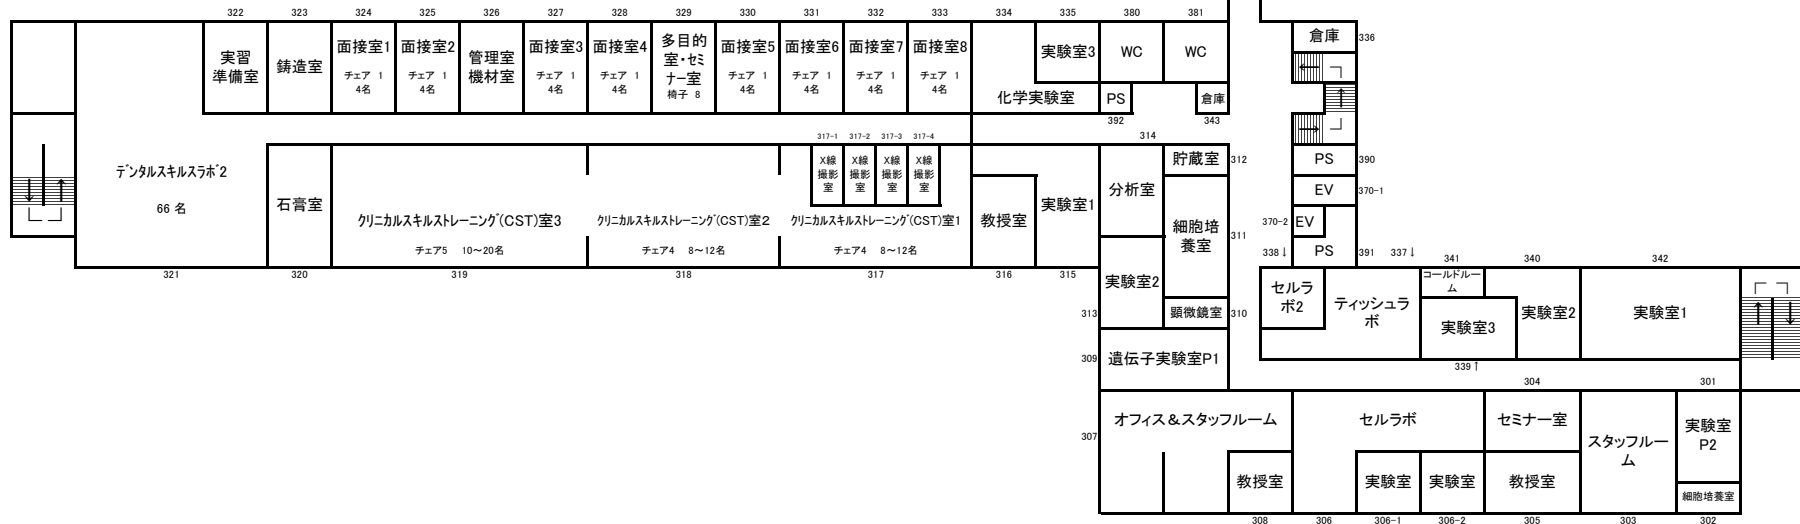 322 323 324 325 326 327 328 329 330 331 332 333 334 335 380 381
実習
準備室
鋳造室
面接室1
チェア 1
4名
面接室2
チェア 1
4名
管理室
機材室
面接室3
チェア 1
4名
面接室4
チェア 1
4名
多目的
室・セミ
ナー室
椅子 8
面接室5
チェア 1
4名
面接室6
チェア 1
4名
面接室7
チェア 1
4名
面接室8
チェア 1
4名
化学実験室
実験室3
WC
WC
PS
倉庫
392
343
倉庫
336
317-1 317-2 317-3 317-4
314
デンタルスキルスラボ2
66 名
石膏室
クリニカルスキルストレーニング(CST)室3
チェア5 10～20名
クリニカルスキルストレーニング(CST)室2
チェア4 8～12名
X線
撮影
室
X線
撮影
室
X線
撮影
室
X線
撮影
室
クリニカルスキルストレーニング(CST)室1
チェア4 8～12名
教授室
実験室1
分析室
貯蔵室
312
細胞培
養室
311
実験室2
313
顕微鏡室
310
遺伝子実験室P1
309
321 320 319 318 317 316 315
PS
390
EV
370-1
370-2
EV
338↓
PS
391
337↓
341
340
342
セルラ
ボ2
ティッシュラ
ボ
コールドルー
ム
実験室3
実験室2
実験室1
339↑
304
301
オフィス＆スタッフルーム
307
セルラボ
セミナー室
スタッフルー
ム
実験室
P2
教授室
実験室
実験室
教授室
細胞培養室
308 306 306-1 306-2 305 303 302